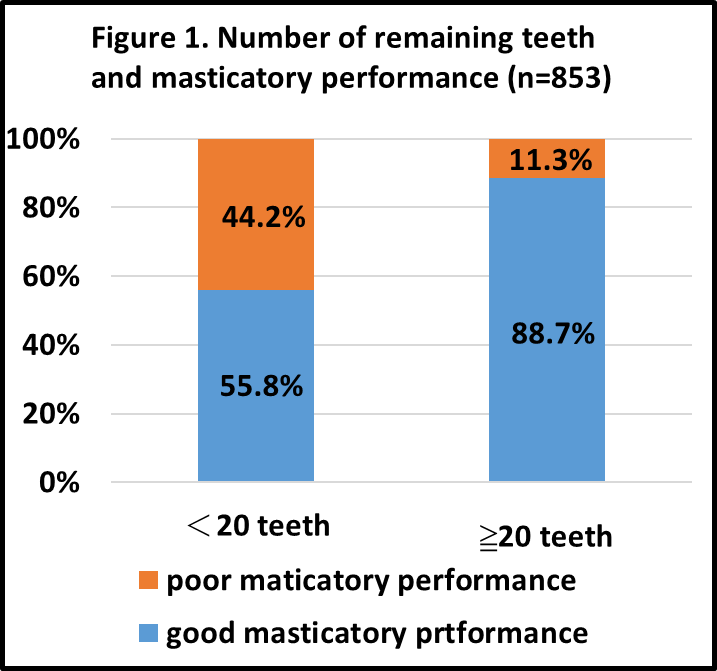 Figure 1. Number of remaining teeth
and masticatory performance (n=853)
100%
80%
60%
40%
20%
0%
44.2%
55.8%
11.3%
88.7%
＜20 teeth
≧20 teeth
poor maticatory performance
good masticatory prtformance